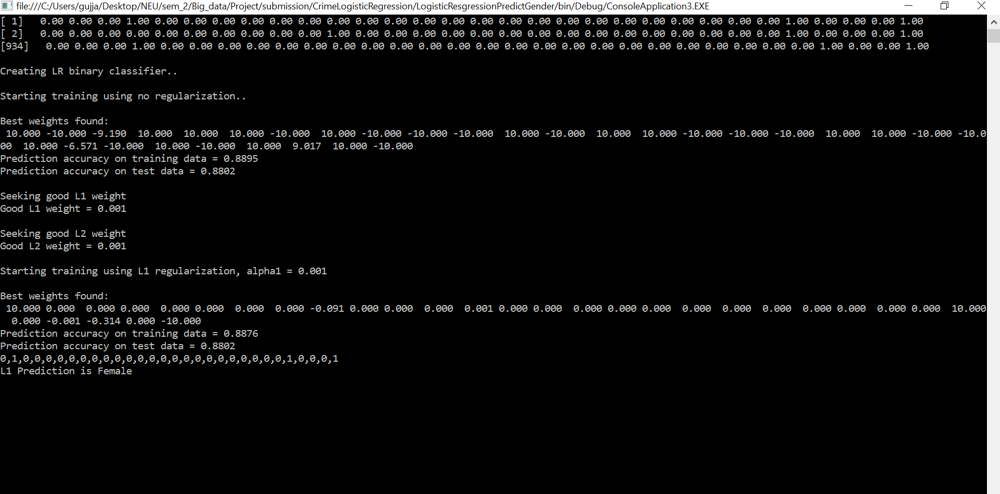 file:///C:/Users/gujja/Desktop/NEU/sem_2/Big_data/Project/submission/CrimeLogisticRegression/LogisticResgressionPredictGender/bin/Debug/ConsoleApplication3.EXE
[ 1]   0.00 0.00 0.00 1.00 0.00 0.00 0.00 0.00 0.00 0.00 0.00 0.00 0.00 0.00 0.00 0.00 0.00 0.00 0.00 0.00 0.00 0.00 0.00 0.00 0.00 0.00 1.00 0.00 0.00 0.00 1.00
[ 2]   0.00 0.00 0.00 0.00 0.00 0.00 0.00 0.00 0.00 0.00 1.00 0.00 0.00 0.00 0.00 0.00 0.00 0.00 0.00 0.00 0.00 0.00 0.00 0.00 0.00 0.00 1.00 0.00 0.00 0.00 1.00
[934]   0.00 0.00 0.00 1.00 0.00 0.00 0.00 0.00 0.00 0.00 0.00 0.00 0.00 0.00 0.00 0.00 0.00 0.00 0.00 0.00 0.00 0.00 0.00 0.00 0.00 0.00 0.00 1.00 0.00 0.00 1.00
Creating LR binary classifier..
Starting training using no regularization..
Best weights found:
10.000 -10.000 -9.190  10.000  10.000  10.000 -10.000  10.000 -10.000 -10.000 -10.000  10.000 -10.000  10.000  10.000 -10.000 -10.000 -10.000  10.000  10.000 -10.000 -10.0
00  10.000 -6.571 -10.000  10.000 -10.000  10.000  9.017  10.000 -10.000
Prediction accuracy on training data = 0.8895
Prediction accuracy on test data = 0.8802
Seeking good L1 weight
Good L1 weight = 0.001
Seeking good L2 weight
Good L2 weight = 0.001
Starting training using L1 regularization, alpha1 = 0.001
Best weights found:
10.000 0.000  0.000 0.000  0.000 0.000  0.000  0.000 -0.091 0.000 0.000  0.000  0.001 0.000 0.000  0.000 0.000 0.000  0.000  0.000  0.000  0.000 0.000  0.000 0.000  10.000
0.000 -0.001 -0.314 0.000 -10.000
Prediction accuracy on training data = 0.8876
Prediction accuracy on test data = 0.8802
0,1,0,0,0,0,0,0,0,0,0,0,0,0,0,0,0,0,0,0,0,0,0,0,0,1,0,0,0,1
L1 Prediction is Female